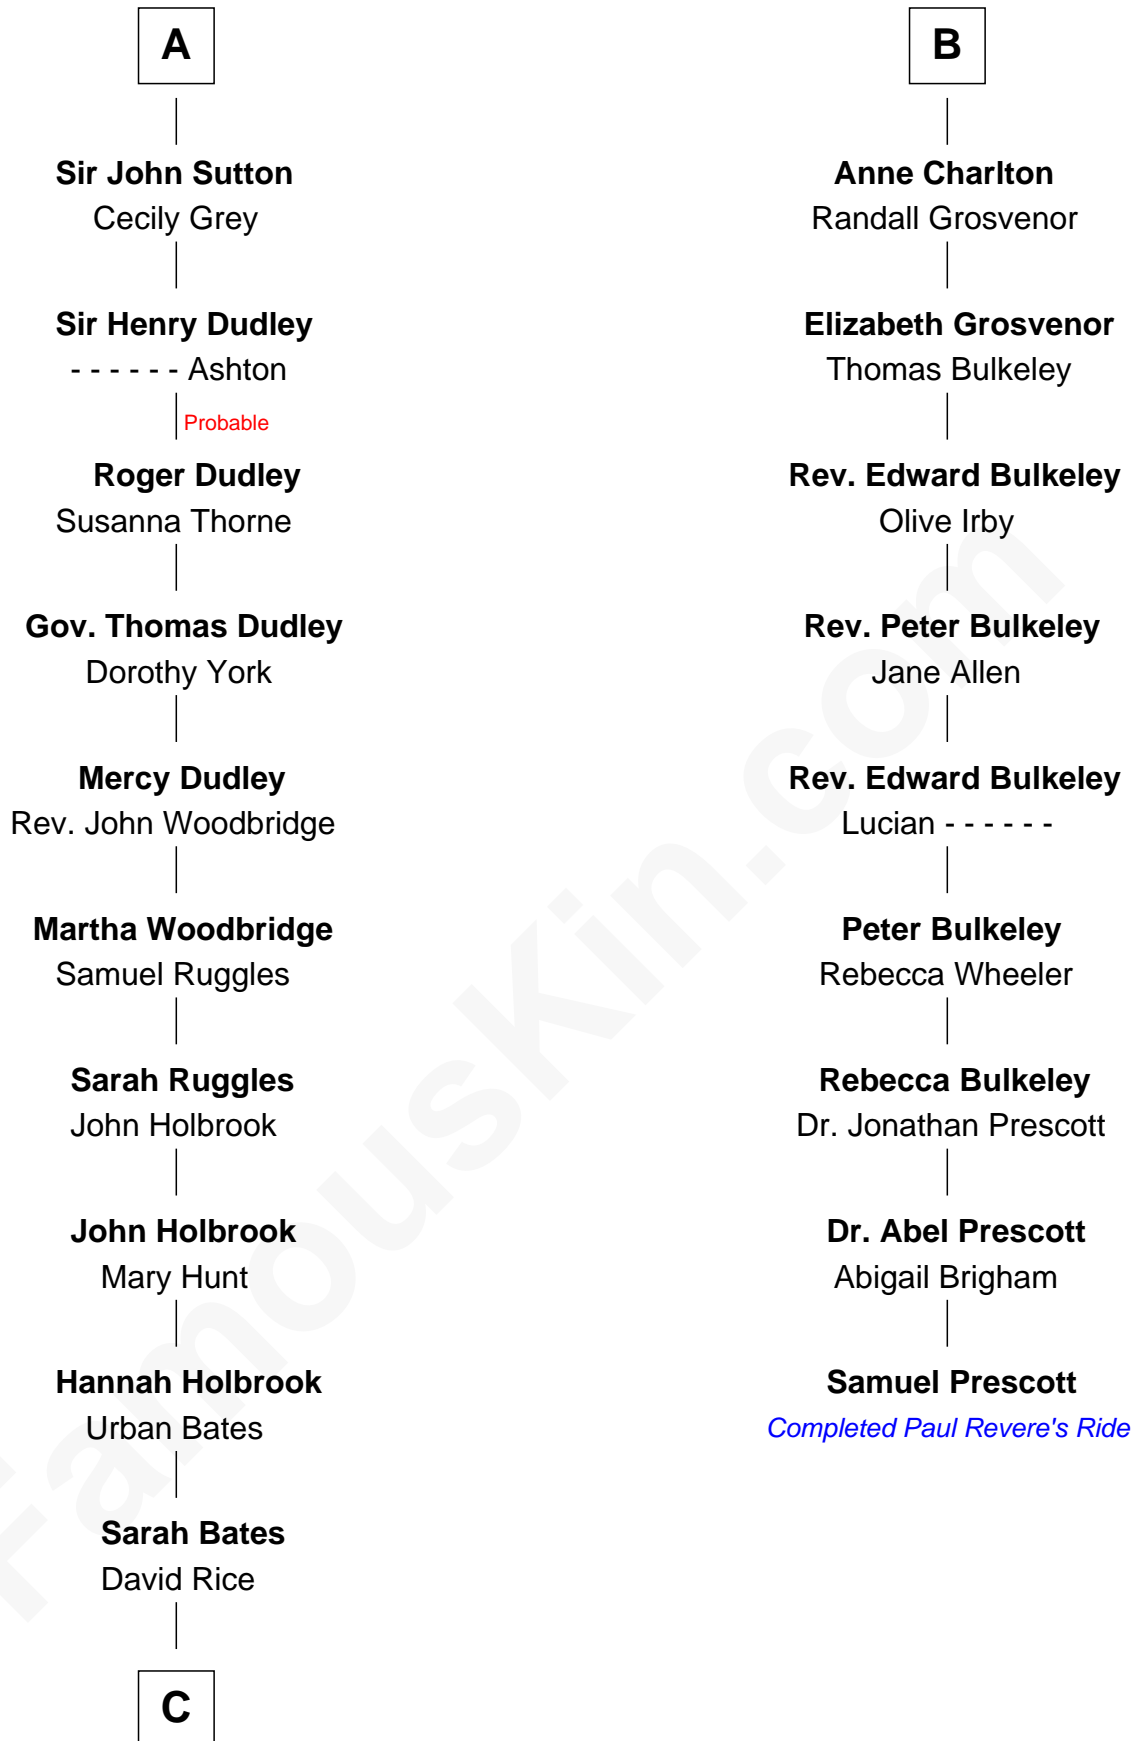 A
Sir John Sutton
Cecily Grey
Sir Henry Dudley
- - - - - - Ashton
Probable
Roger Dudley
Susanna Thorne
Gov. Thomas Dudley
Dorothy York
Mercy Dudley
Rev. John Woodbridge
Martha Woodbridge
Samuel Ruggles
Sarah Ruggles
John Holbrook
John Holbrook
Mary Hunt
Hannah Holbrook
Urban Bates
Sarah Bates
David Rice
C
B
Anne Charlton
Randall Grosvenor
Elizabeth Grosvenor
Thomas Bulkeley
Rev. Edward Bulkeley
Olive Irby
Rev. Peter Bulkeley
Jane Allen
Rev. Edward Bulkeley
Lucian - - - - - -
Peter Bulkeley
Rebecca Wheeler
Rebecca Bulkeley
Dr. Jonathan Prescott
Dr. Abel Prescott
Abigail Brigham
Samuel Prescott
Completed Paul Revere's Ride
FamousKin.com